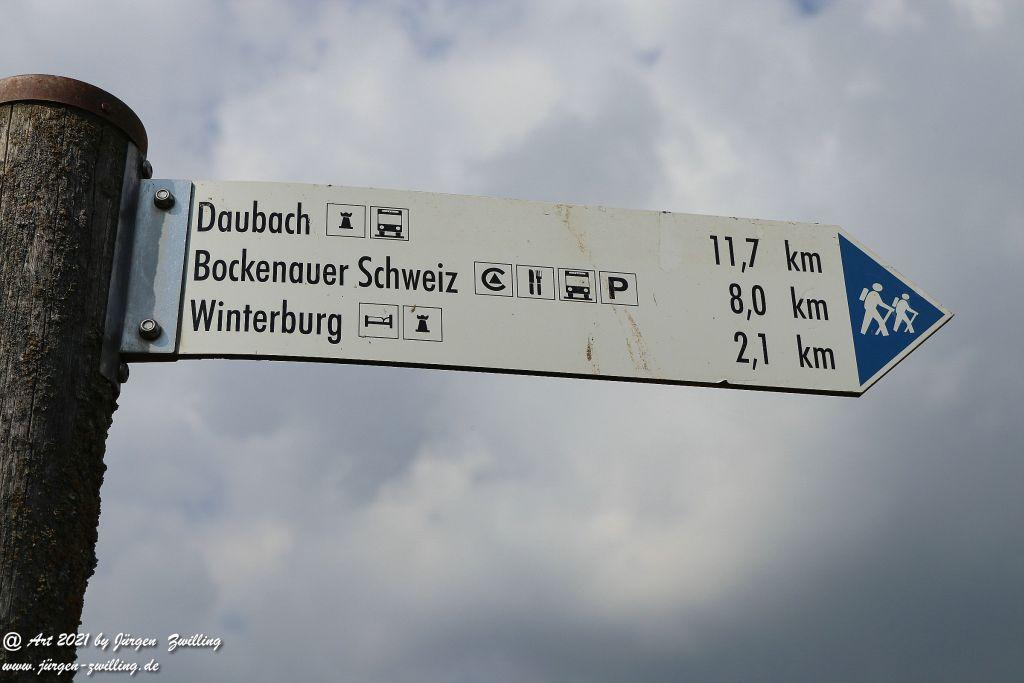 Daubach 11,7 km
Bockenauer Schweiz C P 8,0 km
Winterburg 2,1 km
@ Art 2021 by Jürgen Zwilling
www.jürgen-zwilling.de